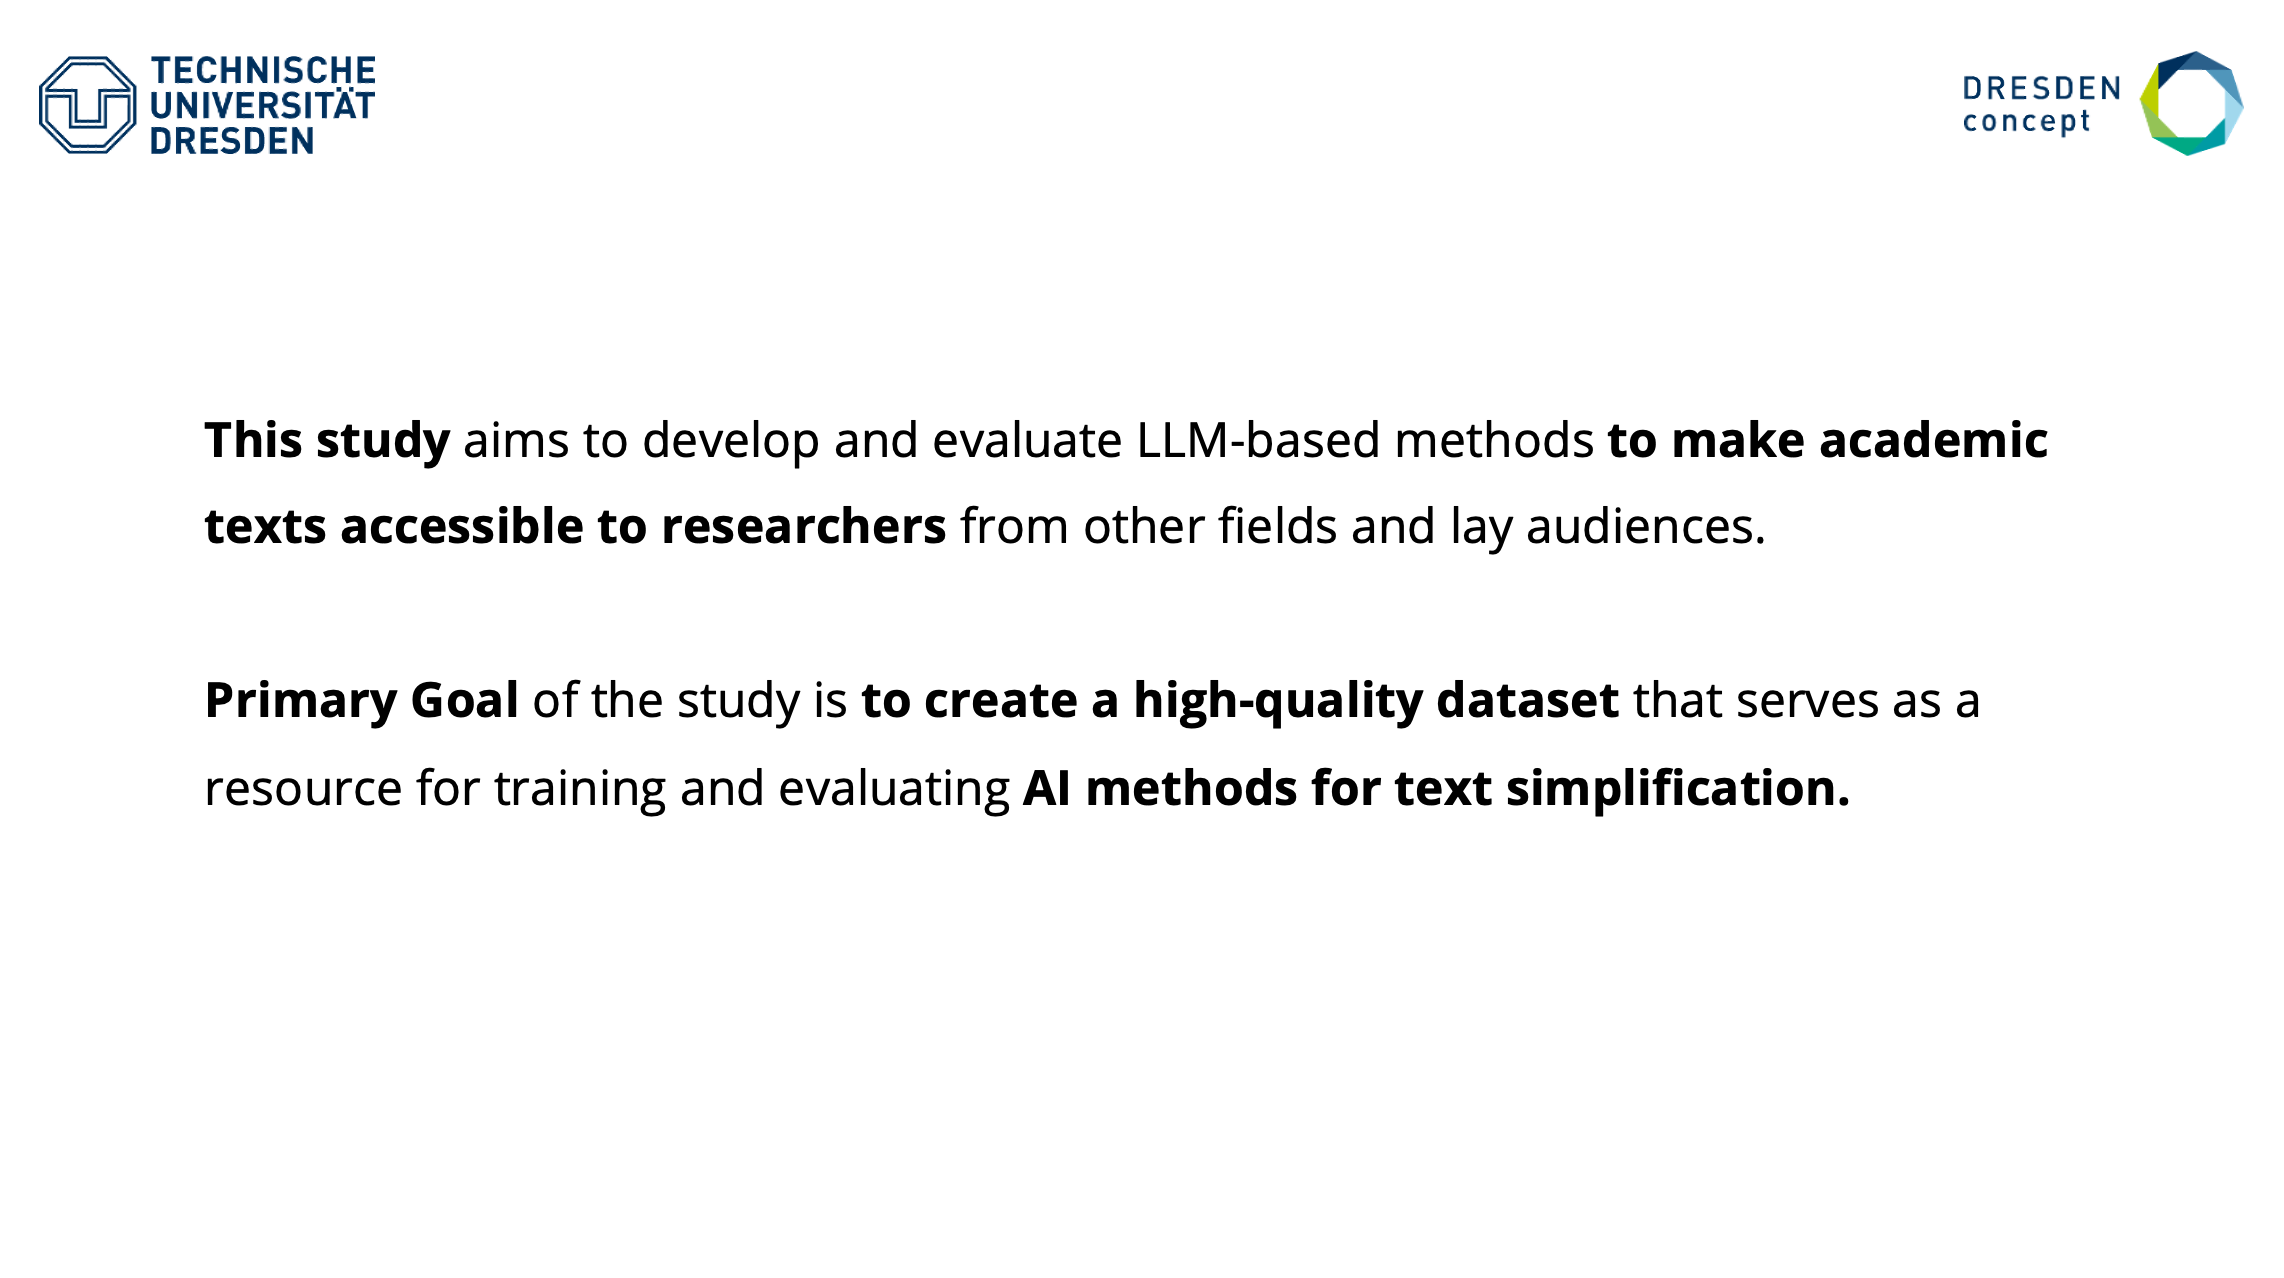 TECHNISCHE
UNIVERSITÄT
DRESDEN
DRESDEN
concept
This study aims to develop and evaluate LLM-based methods to make academic
texts accessible to researchers from other fields and lay audiences.
Primary Goal of the study is to create a high-quality dataset that serves as a
resource for training and evaluating AI methods for text simplification.